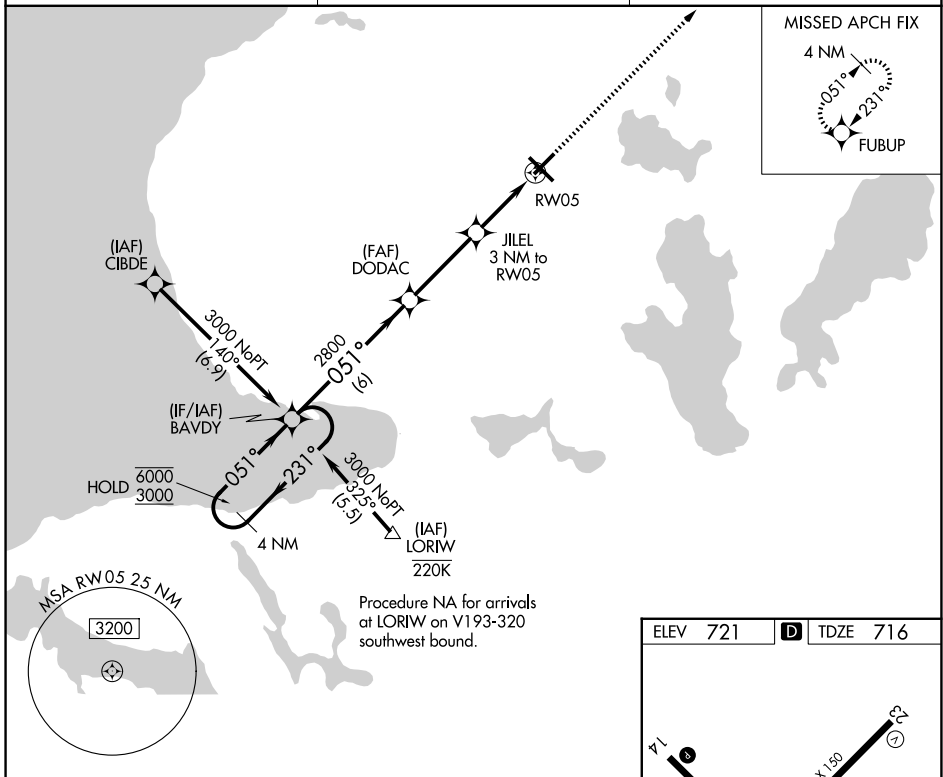 MISSED APCH FIX
4 NM
051°
231°
FUBUP
RW05
JILEL
3 NM to
RW05
(FAF)
DODAC
(IAF)
CIBDE
3000 NoPT
140°
(6.9)
2800
051°
(6)
(IF/IAF)
BAVDY
051°
231°
HOLD
6000
3000
4 NM
3000 NoPT
325°
(5.5)
(IAF)
LORIW
220K
Procedure NA for arrivals
at LORIW on V193-320
southwest bound.
MSA RW05 25 NM
3200
ELEV 721 D TDZE 716
14
P
23
V
X 150